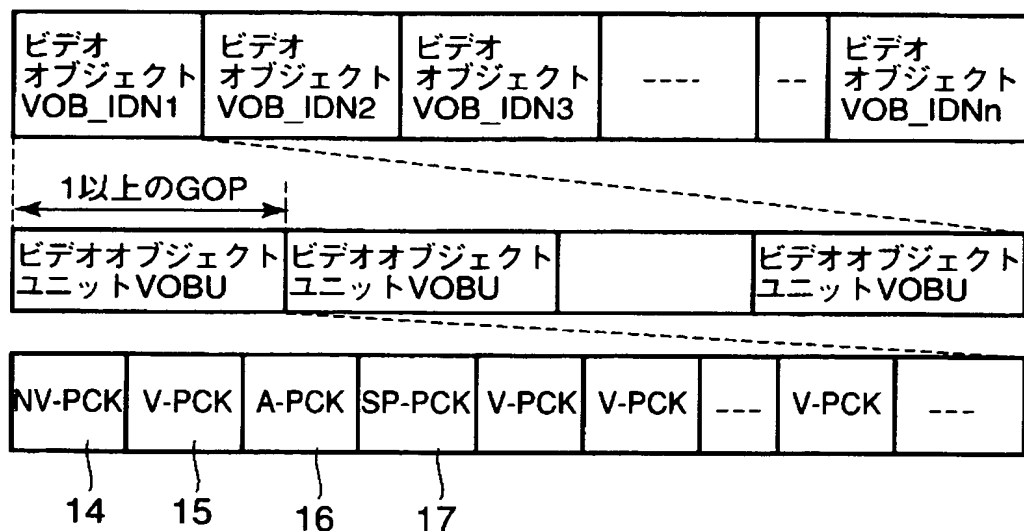 ビデオ
オブジェクト
VOB_IDN1
ビデオ
オブジェクト
VOB_IDN2
ビデオ
オブジェクト
VOB_IDN3
----
--
ビデオ
オブジェクト
VOB_IDNn
1以上のGOP
ビデオオブジェクト
ユニットVOBU
ビデオオブジェクト
ユニットVOBU
ビデオオブジェクト
ユニットVOBU
NV-PCK
V-PCK
A-PCK
SP-PCK
V-PCK
V-PCK
---
V-PCK
---
14
15
16
17